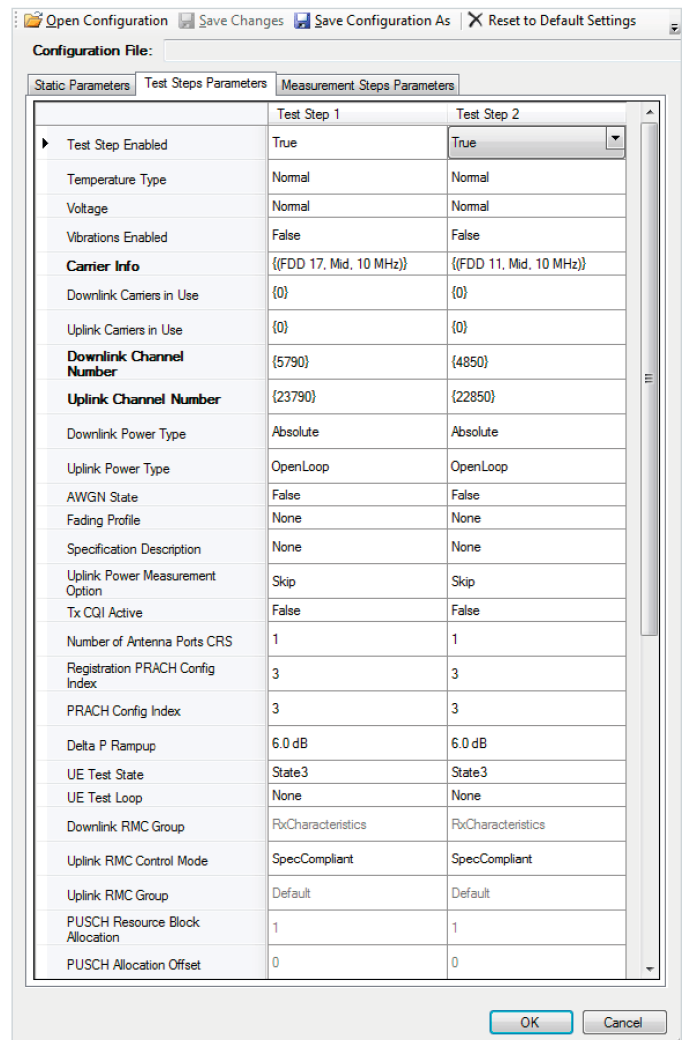 Open Configuration Save Changes Save Configuration As Reset to Default Settings
Configuration File:
Static Parameters Test Steps Parameters Measurement Steps Parameters
Test Step 1 Test Step 2
Test Step Enabled True True
Temperature Type Normal Normal
Voltage Normal Normal
Vibrations Enabled False False
Carrier Info {(FDD 17, Mid, 10 MHz)} {(FDD 11, Mid, 10 MHz)}
Downlink Carriers in Use {0} {0}
Uplink Carriers in Use {0} {0}
Downlink Channel
Number {5790} {4850}
Uplink Channel Number {23790} {22850}
Downlink Power Type Absolute Absolute
Uplink Power Type OpenLoop OpenLoop
AWGN State False False
Fading Profile None None
Specification Description None None
Uplink Power Measurement
Option Skip Skip
Tx CQI Active False False
Number of Antenna Ports CRS 1 1
Registration PRACH Config
Index 3 3
PRACH Config Index 3 3
Delta P Rampup 6.0 dB 6.0 dB
UE Test State State3 State3
UE Test Loop None None
Downlink RMC Group RxCharacteristics RxCharacteristics
Uplink RMC Control Mode SpecCompliant SpecCompliant
Uplink RMC Group Default Default
PUSCH Resource Block
Allocation 1 1
PUSCH Allocation Offset 0 0
OK Cancel